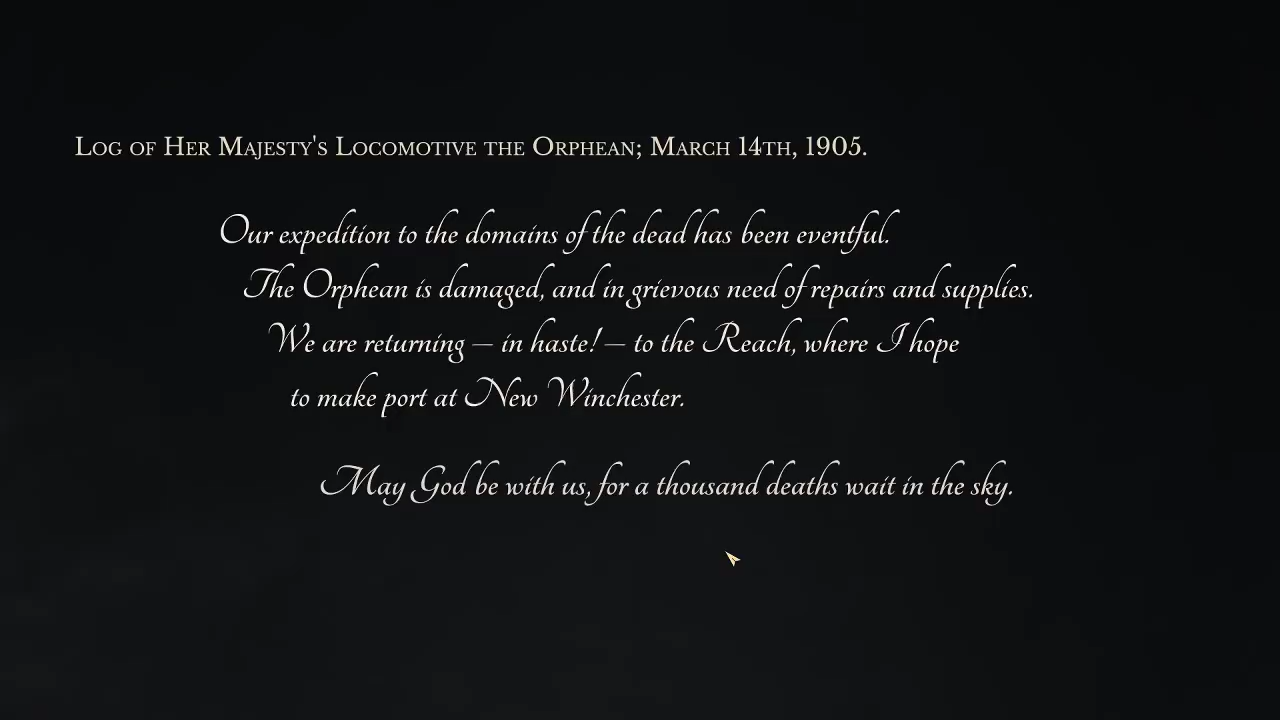 Log of Her Majesty's Locomotive the Orphean; March 14th, 1905.
Our expedition to the domains of the dead has been eventful.
The Orphean is damaged, and in grievous need of repairs and supplies.
We are returning — in haste! — to the Reach, where I hope
to make port at New Winchester.
May God be with us, for a thousand deaths wait in the sky.